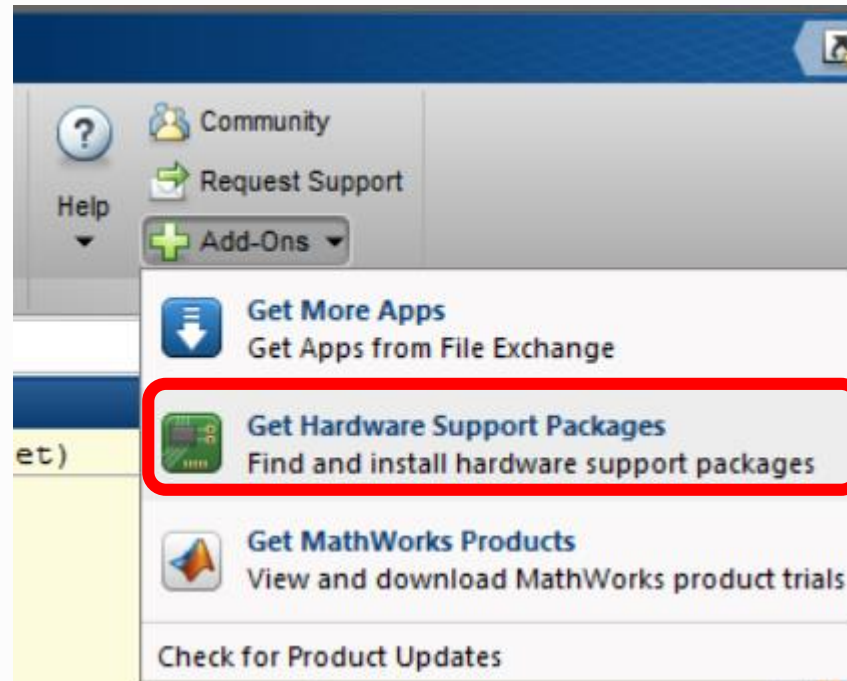 Community
Request Support
Help
Add-Ons
Get More Apps
Get Apps from File Exchange
et)
Get Hardware Support Packages
Find and install hardware support packages
Get MathWorks Products
View and download MathWorks product trials
Check for Product Updates